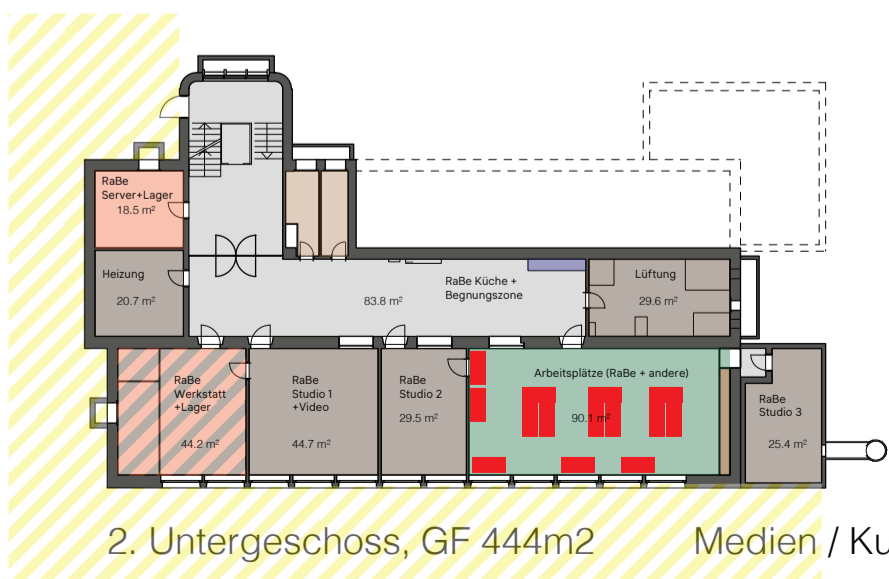 RaBe
Server+Lager
18.5 m²
Heizung
20.7 m²
RaBe Küche +
Begnungszone
83.8 m²
Lüftung
29.6 m²
RaBe
Werkstatt
+Lager
44.2 m²
RaBe
Studio 1
+Video
44.7 m²
RaBe
Studio 2
29.5 m²
Arbeitsplätze (RaBe + andere)
90.1 m²
RaBe
Studio 3
25.4 m²
2. Untergeschoss, GF 444m2
Medien / Ku